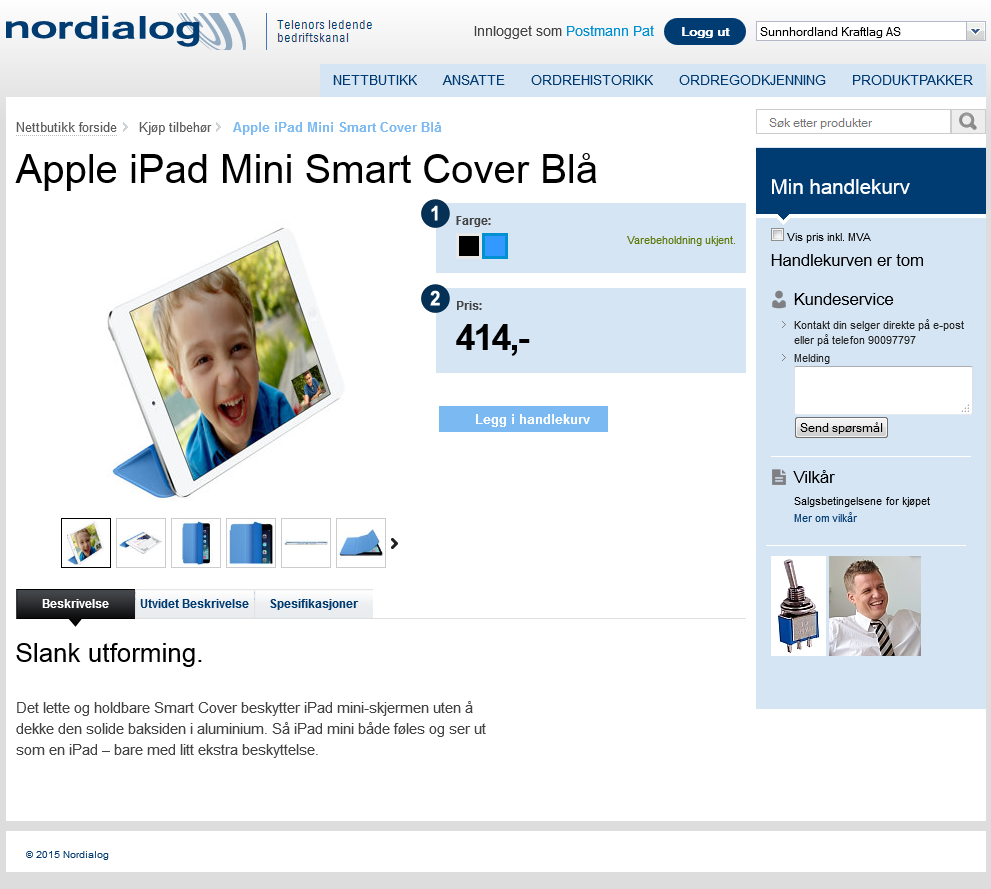 nordialog
Telenors ledende
bedriftskanal
Innlogget som Postmann Pat
Logg ut
Sunnhordland Kraftlag AS
NETTBUTIKK ANSATTE ORDREHISTORIKK ORDREGODKJENNING PRODUKTPAKKER
Nettbutikk forside Kjøp tilbehør Apple iPad Mini Smart Cover Blå
Søk etter produkter
Apple iPad Mini Smart Cover Blå
1
Farge:
Varebeholdning ukjent.
2
Pris:
414,-
Legg i handlekurv
Beskrivelse Utvidet Beskrivelse Spesifikasjoner
Slank utforming.
Det lette og holdbare Smart Cover beskytter iPad mini-skjermen uten å
dekke den solide baksiden i aluminium. Så iPad mini både føles og ser ut
som en iPad – bare med litt ekstra beskyttelse.
Min handlekurv
Vis pris inkl. MVA
Handlekurven er tom
Kundeservice
Kontakt din selger direkte på e-post
eller på telefon 90097797
Melding
Send spørsmål
Vilkår
Salgsbetingelsene for kjøpet
Mer om vilkår
© 2015 Nordialog